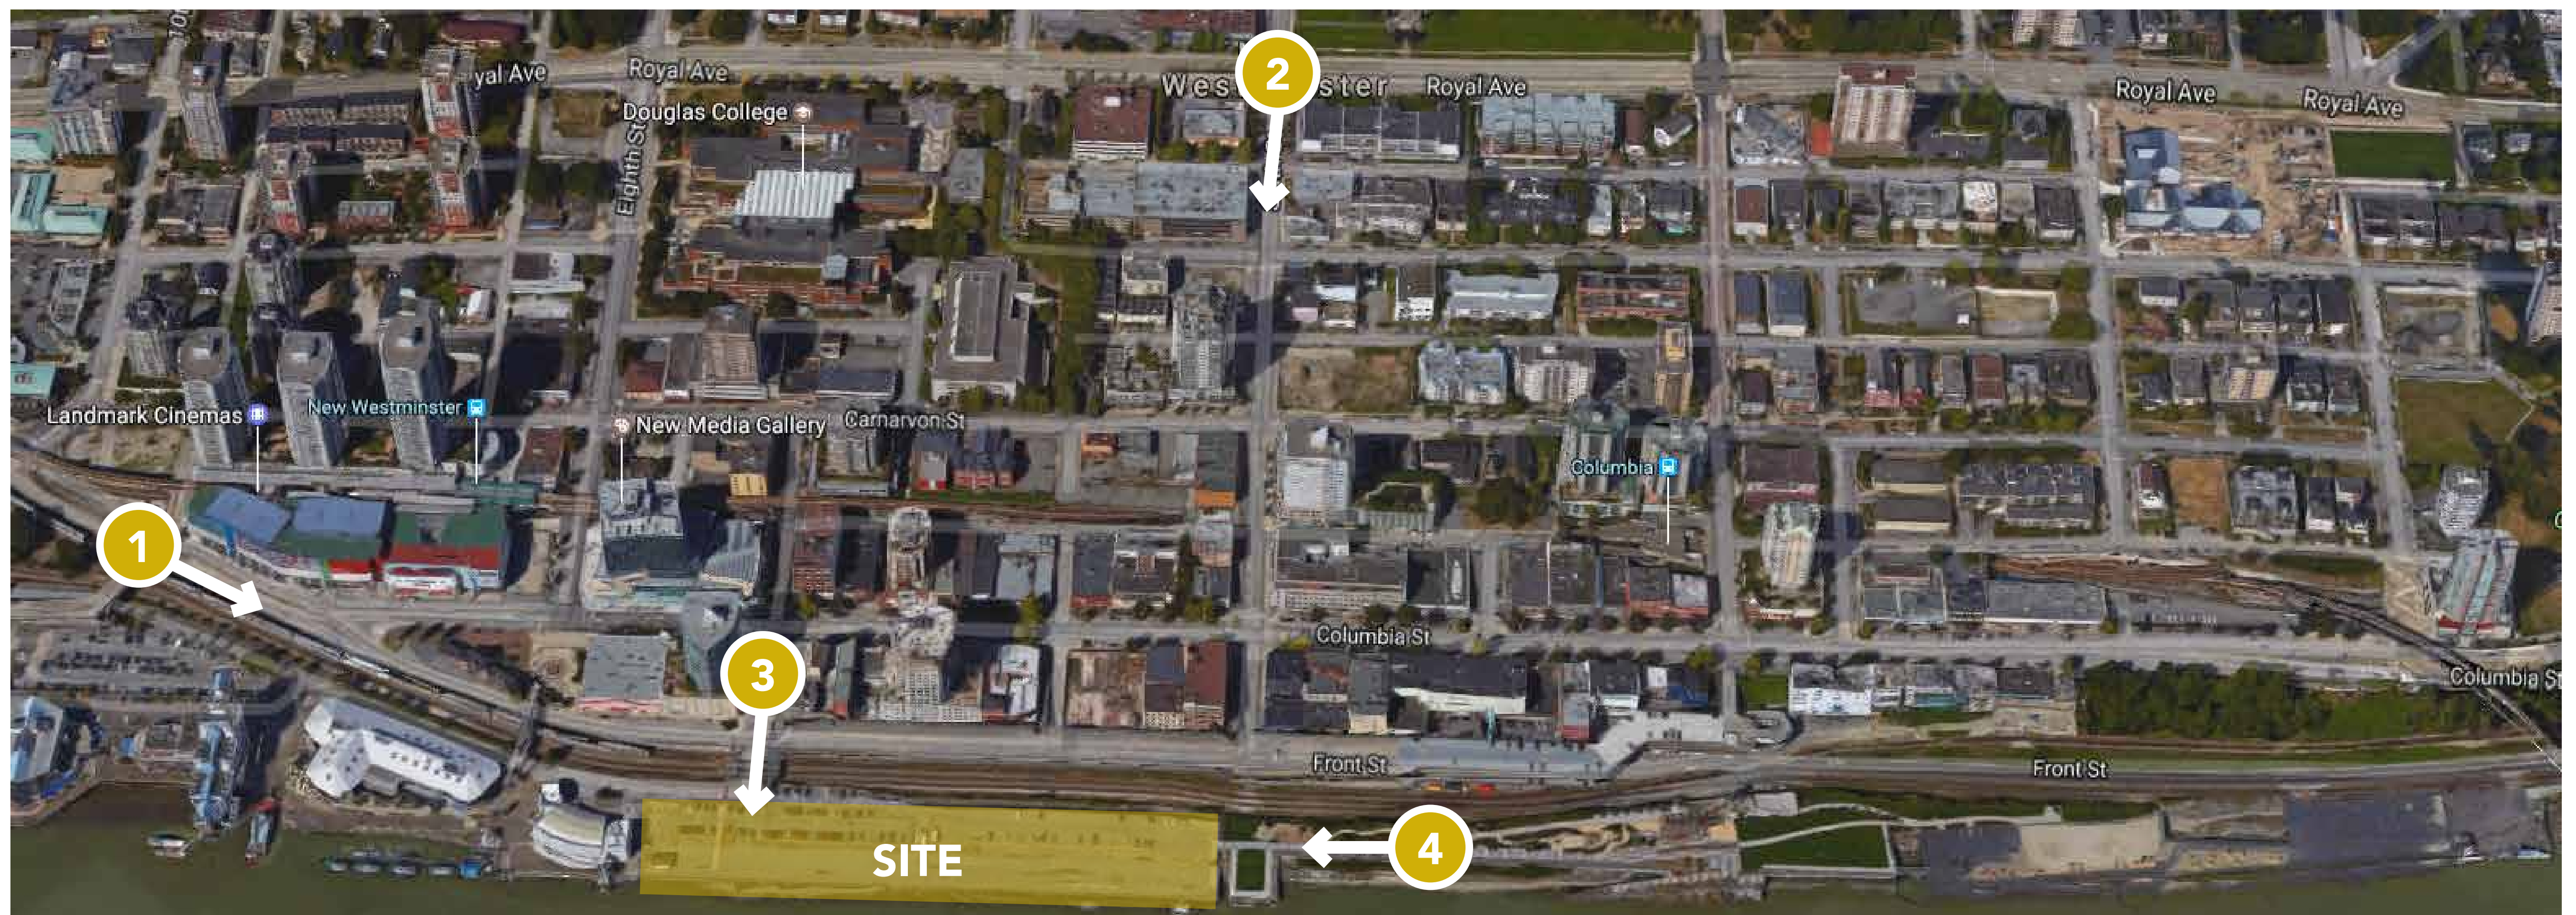 10t
yal Ave
Royal Ave
2
Wes ster
Royal Ave
Royal Ave
Royal Ave
Douglas College
Eighth St
Landmark Cinemas
New Westminster
New Media Gallery
Carnarvon St
Columbia
1
Columbia St
3
Columbia St
Front St
Front St
SITE
4